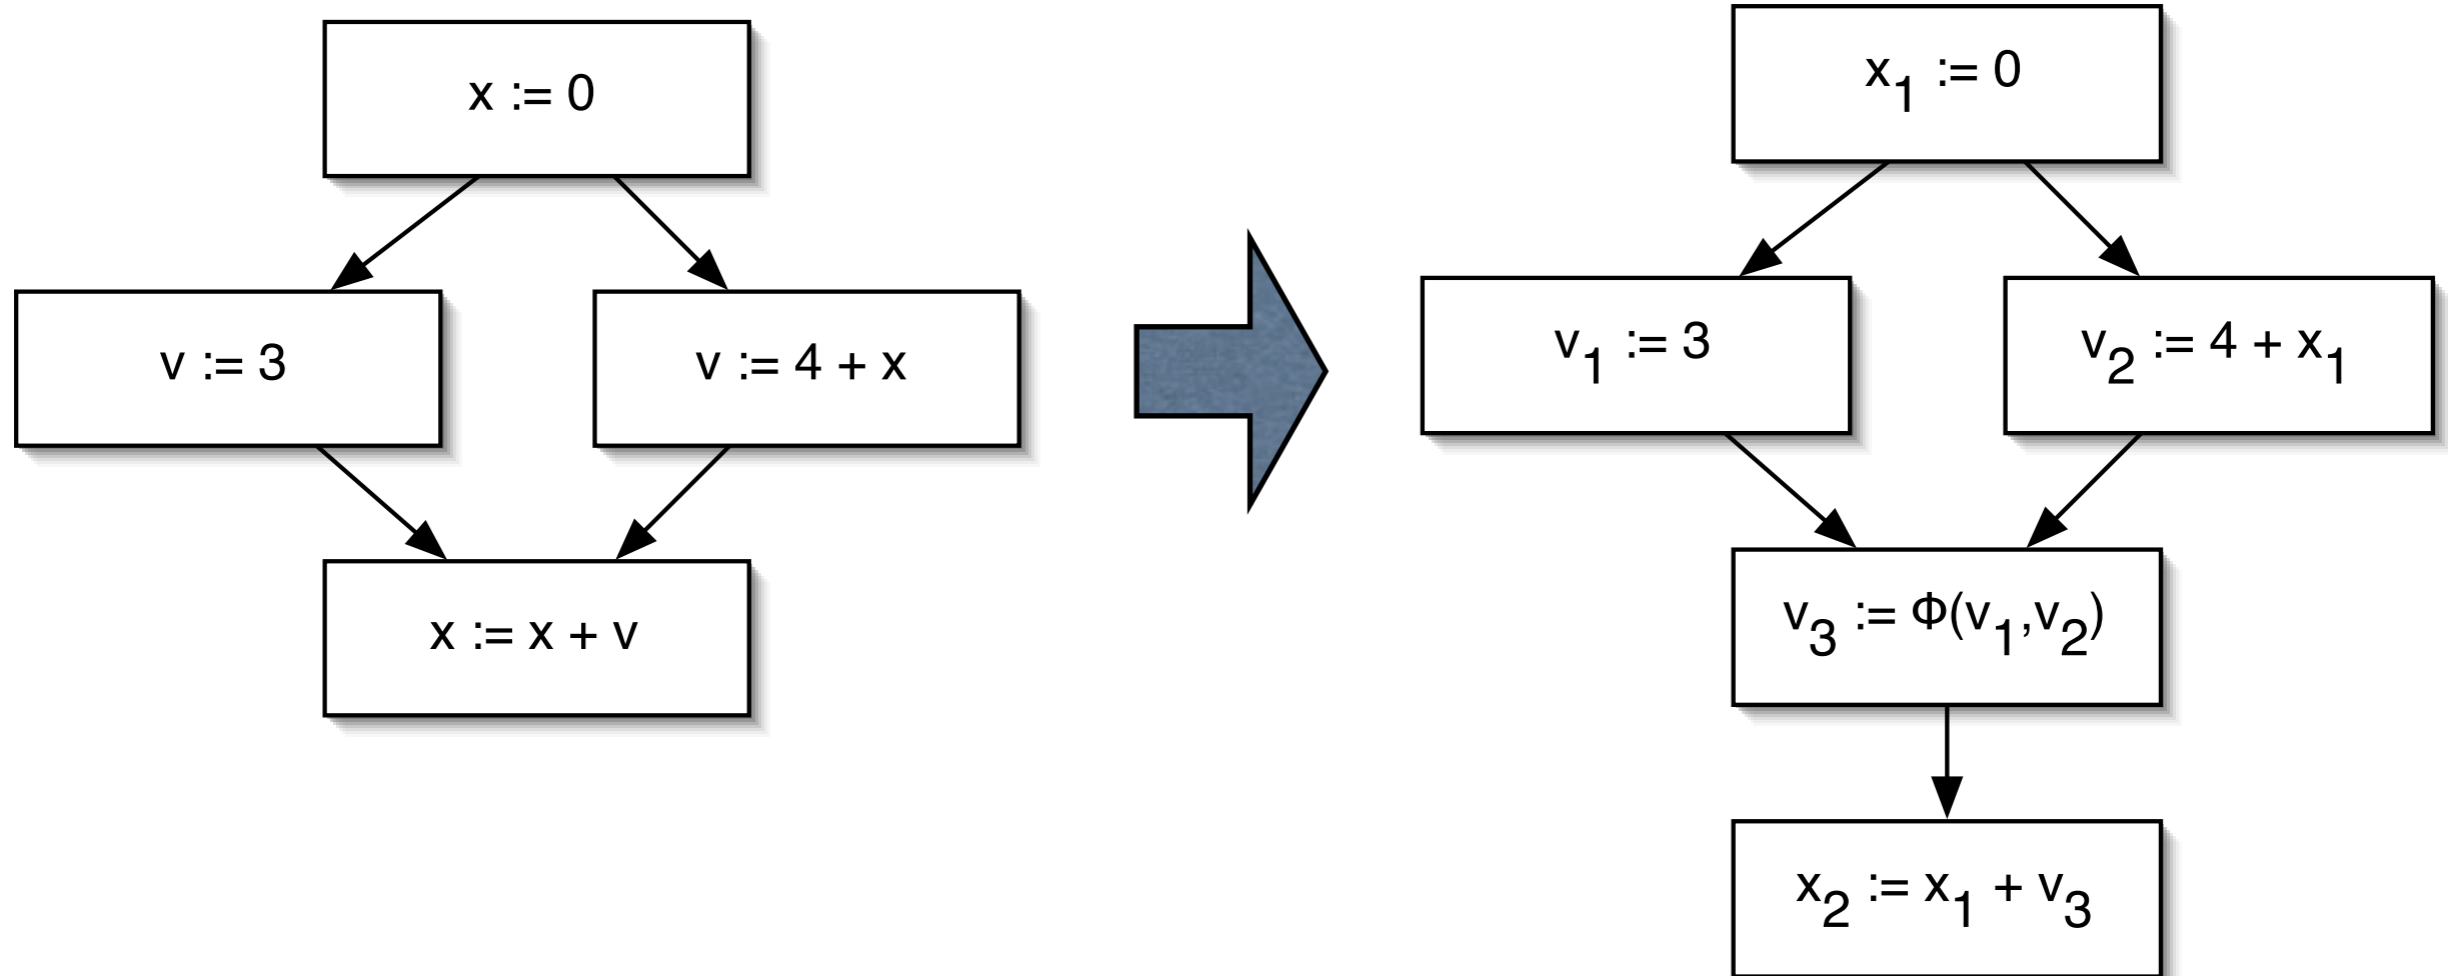 x := 0
v := 3
v := 4 + x
x := x + v
x₁ := 0
v₁ := 3
v₂ := 4 + x₁
v₃ := Φ(v₁,v₂)
x₂ := x₁ + v₃